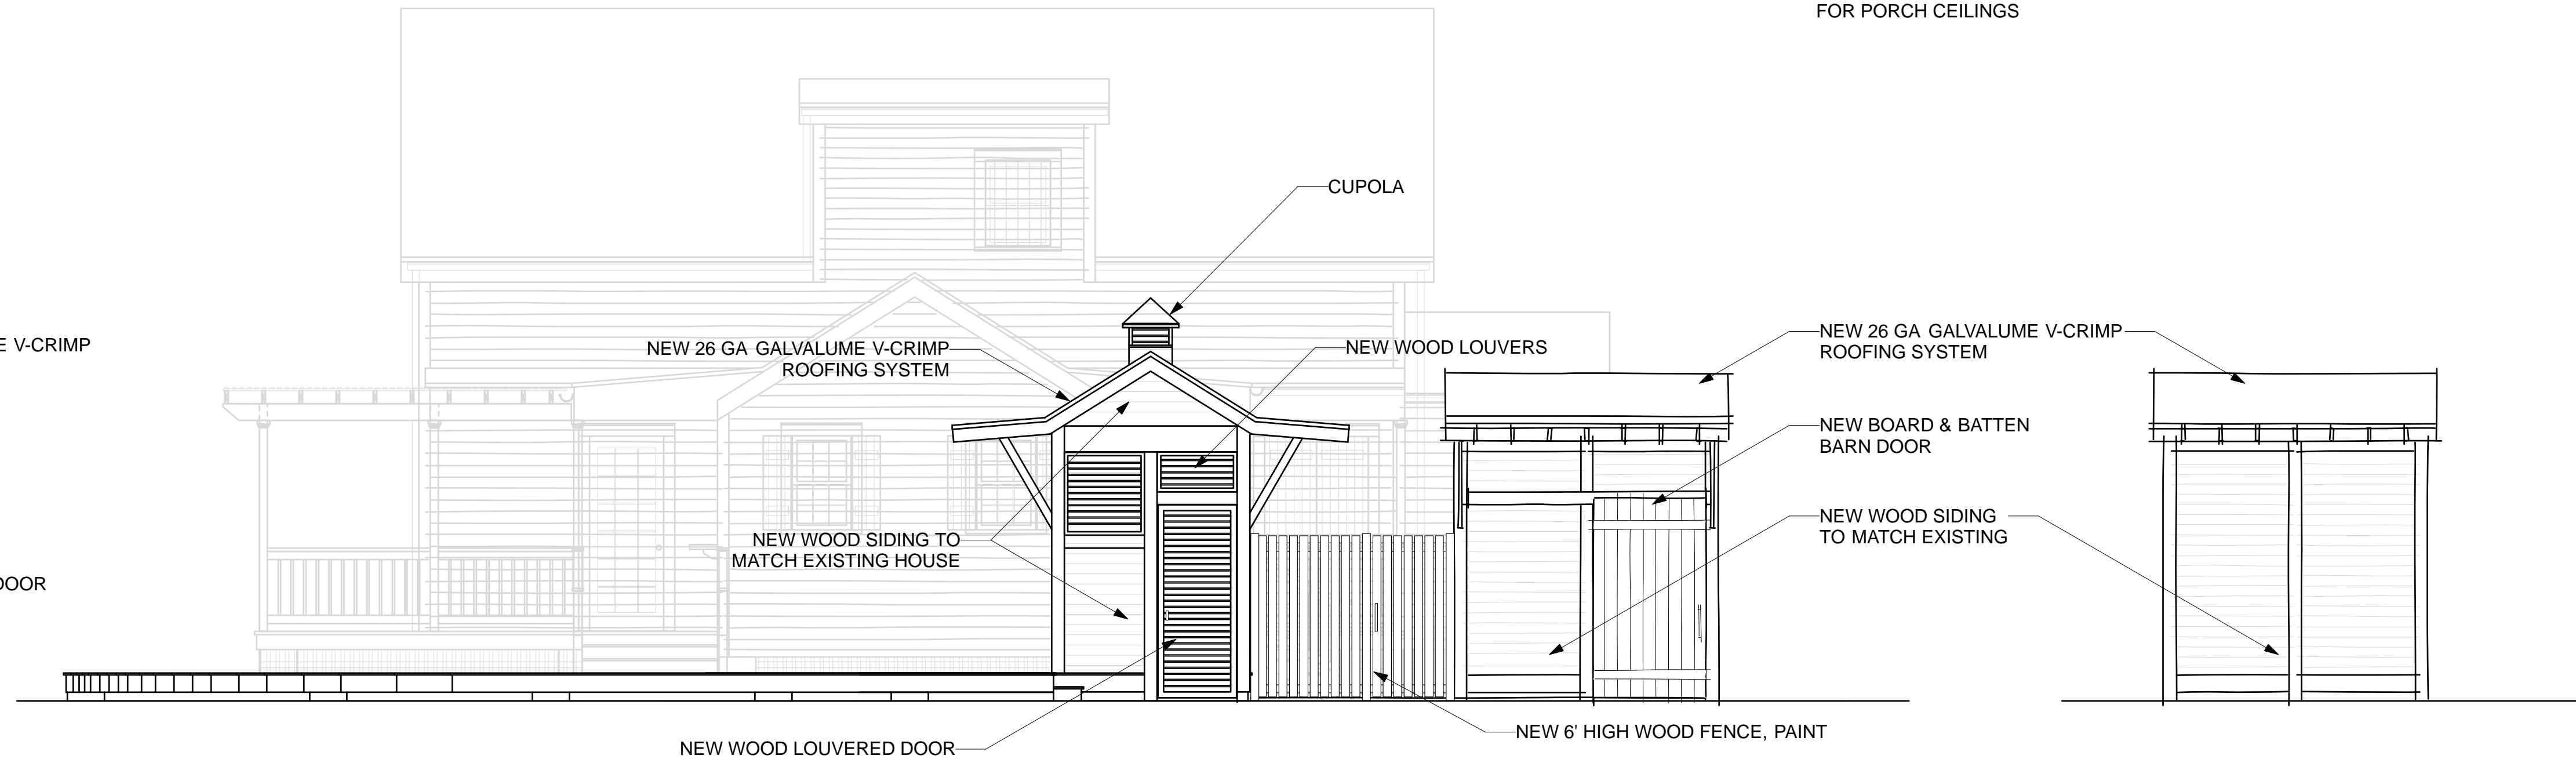 FOR PORCH CEILINGS
CUPOLA
E V-CRIMP
NEW 26 GA GALVALUME V-CRIMP
ROOFING SYSTEM
NEW WOOD LOUVERS
NEW 26 GA GALVALUME V-CRIMP
ROOFING SYSTEM
NEW BOARD & BATTEN
BARN DOOR
NEW WOOD SIDING TO
MATCH EXISTING HOUSE
NEW WOOD SIDING
TO MATCH EXISTING
DOOR
NEW WOOD LOUVERED DOOR
NEW 6' HIGH WOOD FENCE, PAINT